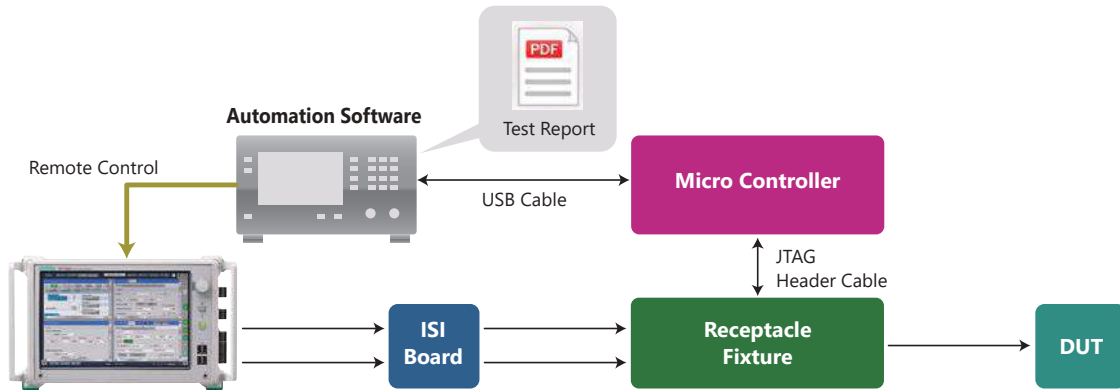 PDF
Test Report
Automation Software
Remote Control
USB Cable
Micro Controller
JTAG
Header Cable
ISI
Board
Receptacle
Fixture
DUT